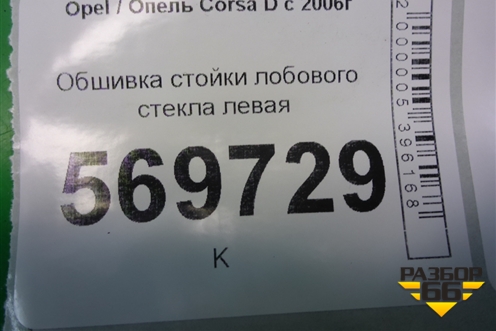 Opel / Опель Corsa D с 2006г
Обшивка стойки лобового
стекла левая
569729
К
2000005396168
РАЗБОР
66